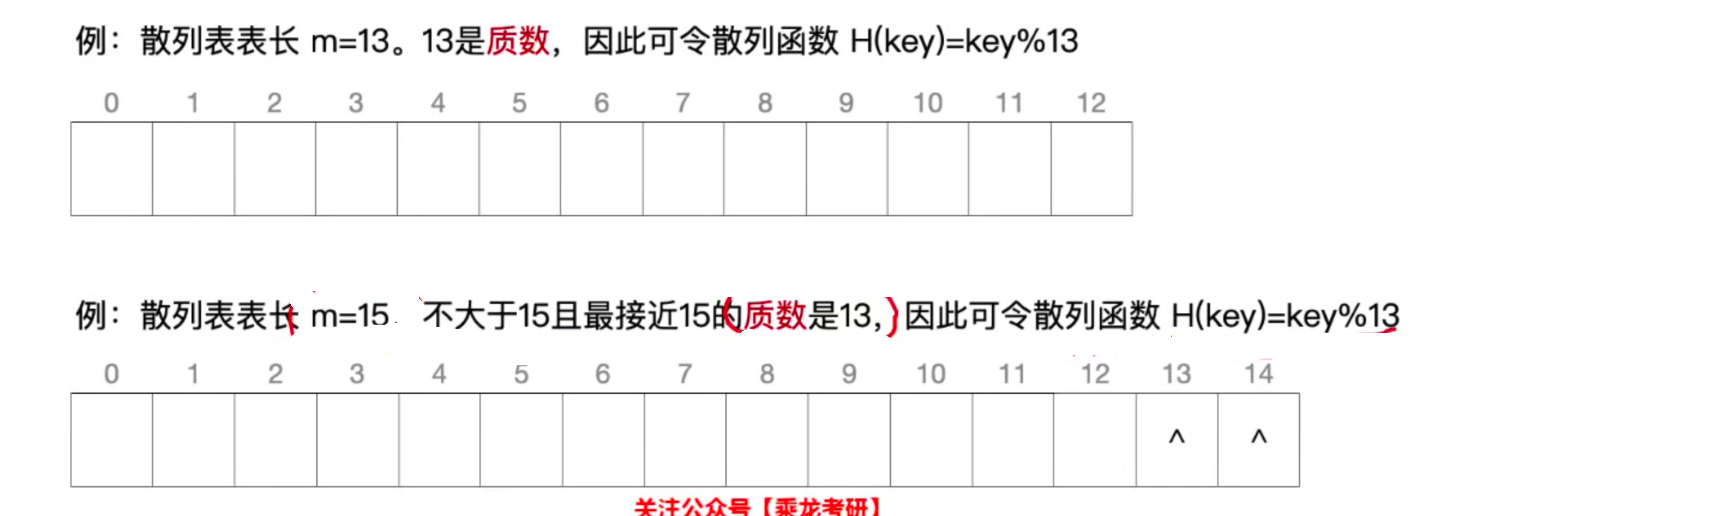 例：散列表表长 m=13。13是质数，因此可令散列函数 H(key)=key%13
0 1 2 3 4 5 6 7 8 9 10 11 12
例：散列表表长 m=15. 不大于15且最接近15的质数是13,因此可令散列函数 H(key)=key%13
0 1 2 3 4 5 6 7 8 9 10 11 12 13 14
^ ^
关注公众号【乘龙考研】